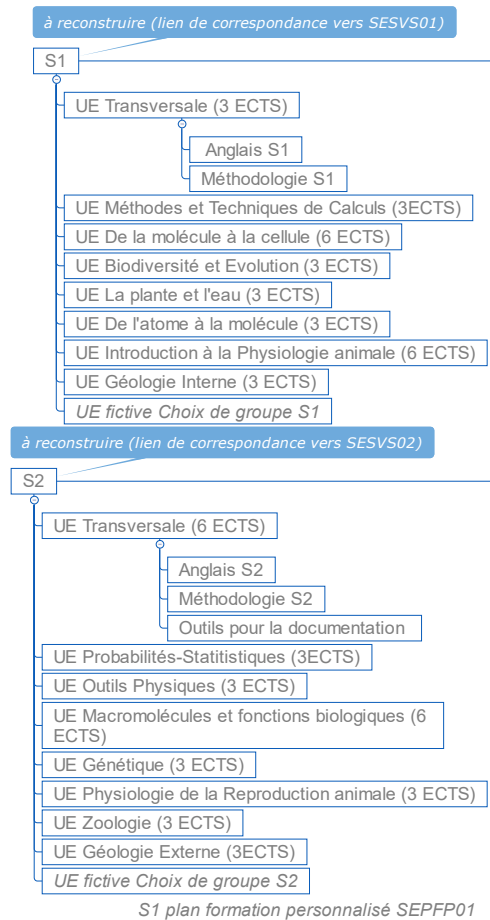 à reconstruire (lien de correspondance vers SESVS01)
S1
UE Transversale (3 ECTS)
Anglais S1
Méthodologie S1
UE Méthodes et Techniques de Calculs (3ECTS)
UE De la molécule à la cellule (6 ECTS)
UE Biodiversité et Evolution (3 ECTS)
UE La plante et l'eau (3 ECTS)
UE De l'atome à la molécule (3 ECTS)
UE Introduction à la Physiologie animale (6 ECTS)
UE Géologie Interne (3 ECTS)
UE fictive Choix de groupe S1
à reconstruire (lien de correspondance vers SESVS02)
S2
UE Transversale (6 ECTS)
Anglais S2
Méthodologie S2
Outils pour la documentation
UE Probabilités-Statitistiques (3ECTS)
UE Outils Physiques (3 ECTS)
UE Macromolécules et fonctions biologiques (6
ECTS)
UE Génétique (3 ECTS)
UE Physiologie de la Reproduction animale (3 ECTS)
UE Zoologie (3 ECTS)
UE Géologie Externe (3ECTS)
UE fictive Choix de groupe S2
S1 plan formation personnalisé SEPFP01